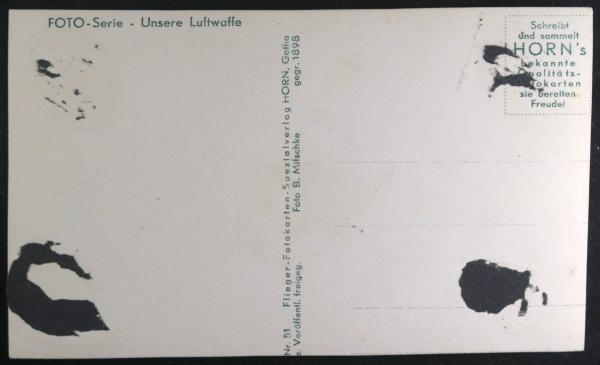 FOTO-Serie - Unsere Luftwaffe
Nr. 51 Flieger-Fotokarten-Spezialverlag HORN, Gotha
z. Veröffentl. freigeg. Foto B. Mitschke gegr. 1898
Schreibt
und sammelt
HORN's
bekannte
Qualitäts-
Fotokarten
sie bereiten
Freude!